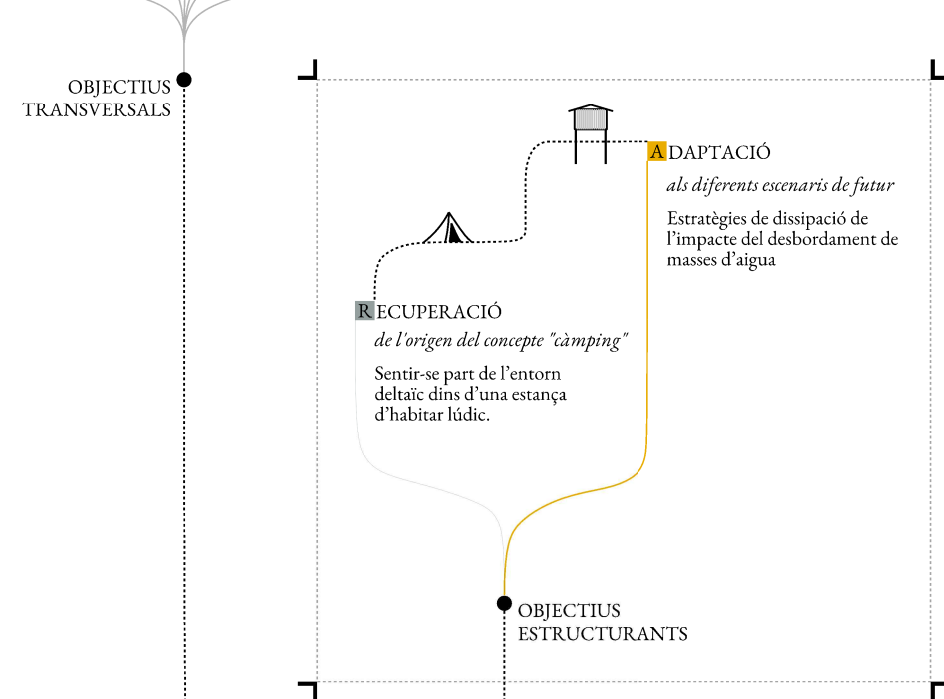 OBJECTIUS
TRANSVERSALS
ADAPTACIÓ
als diferents escenaris de futur
Estratègies de dissipació de
l’impacte del desbordament de
masses d’aigua
RECUPERACIÓ
de l'origen del concepte "càmping"
Sentir-se part de l’entorn
deltaïc dins d’una estança
d’habitar lúdic.
OBJECTIUS
ESTRUCTURANTS